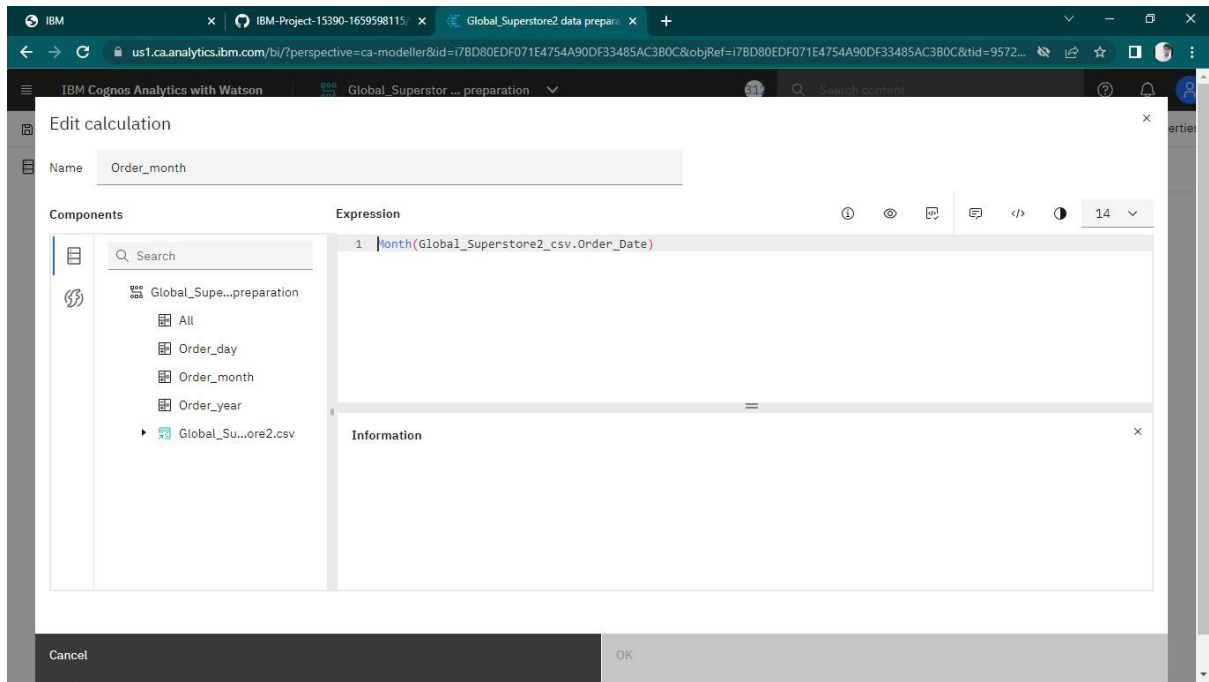 IBM
IBM-Project-15390-1659598115/
Global_Superstore2 data prepara
us1.ca.analytics.ibm.com/bi/?perspective=ca-modeller&id=i7BD80EDF071E4754A90DF33485AC3B0C&objRef=i7BD80EDF071E4754A90DF33485AC3B0C&tid=9572...
IBM Cognos Analytics with Watson
Global_Superstor ... preparation
31
Search content
erties
Edit calculation
Name
Order_month
Components
Expression
14
Search
1 Month(Global_Superstore2_csv.Order_Date)
Global_Supe...preparation
All
Order_day
Order_month
Order_year
Global_Su...ore2.csv
Information
Cancel
OK